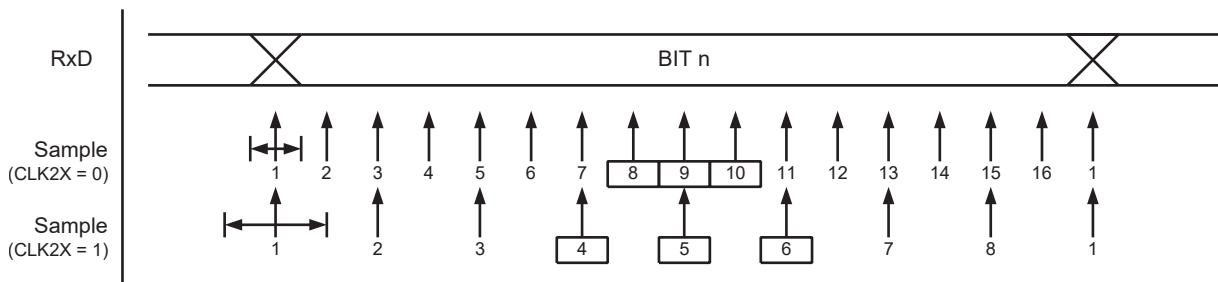 RxD BIT n
Sample
(CLK2X = 0) 1 2 3 4 5 6 7 8 9 10 11 12 13 14 15 16 1
Sample
(CLK2X = 1) 1 2 3 4 5 6 7 8 1